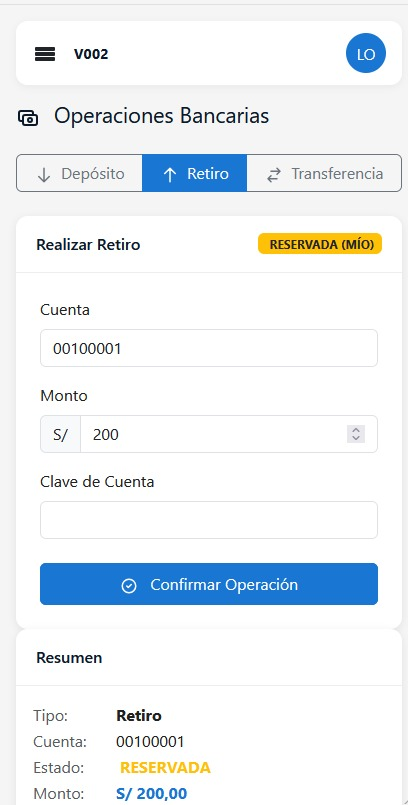 V002
LO
Operaciones Bancarias
Depósito Retiro Transferencia
Realizar Retiro RESERVADA (MÍO)
Cuenta
00100001
Monto
S/ 200
Clave de Cuenta
Confirmar Operación
Resumen
Tipo: Retiro
Cuenta: 00100001
Estado: RESERVADA
Monto: S/ 200,00